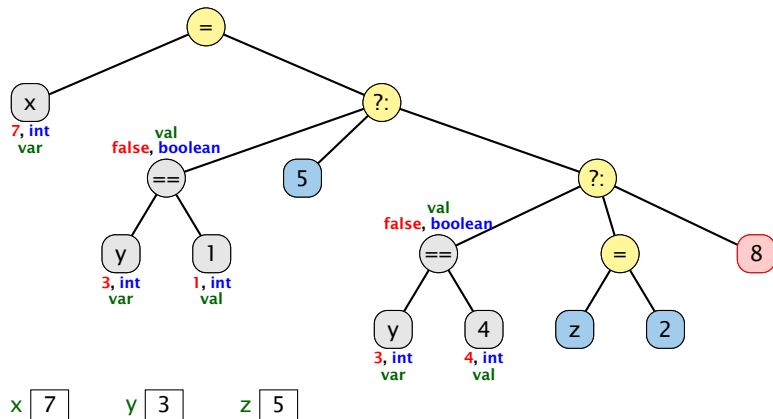 =
x
7, int
var
?:
val
false, boolean
==
5
?:
y
3, int
var
1
1, int
val
val
false, boolean
==
=
8
y
3, int
var
4
4, int
val
z
2
x 7 y 3 z 5